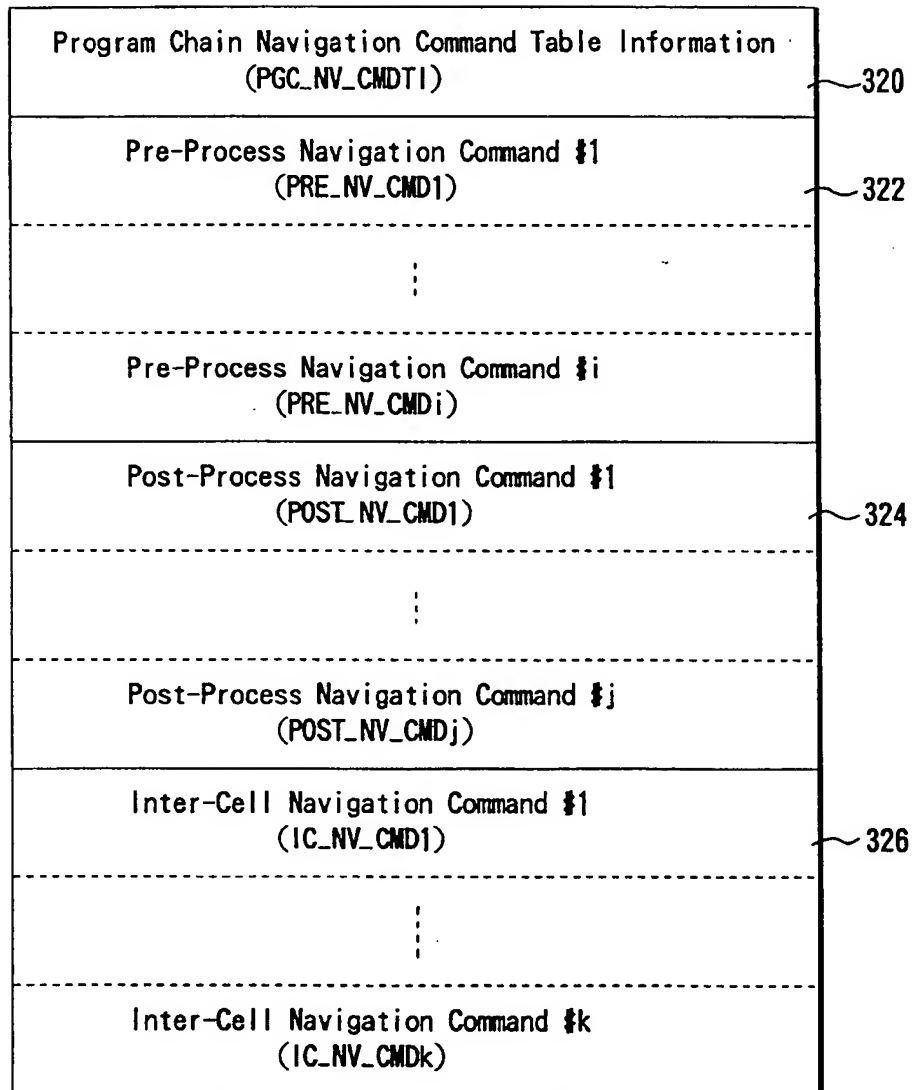 Program Chain Navigation Command Table Information
(PGC_NV_CMDTI)
320
Pre-Process Navigation Command #1
(PRE_NV_CMD1)
322
Pre-Process Navigation Command #i
(PRE_NV_CMDi)
Post-Process Navigation Command #1
(POST_NV_CMD1)
324
Post-Process Navigation Command #j
(POST_NV_CMDj)
Inter-Cell Navigation Command #1
(IC_NV_CMD1)
326
Inter-Cell Navigation Command #k
(IC_NV_CMDk)